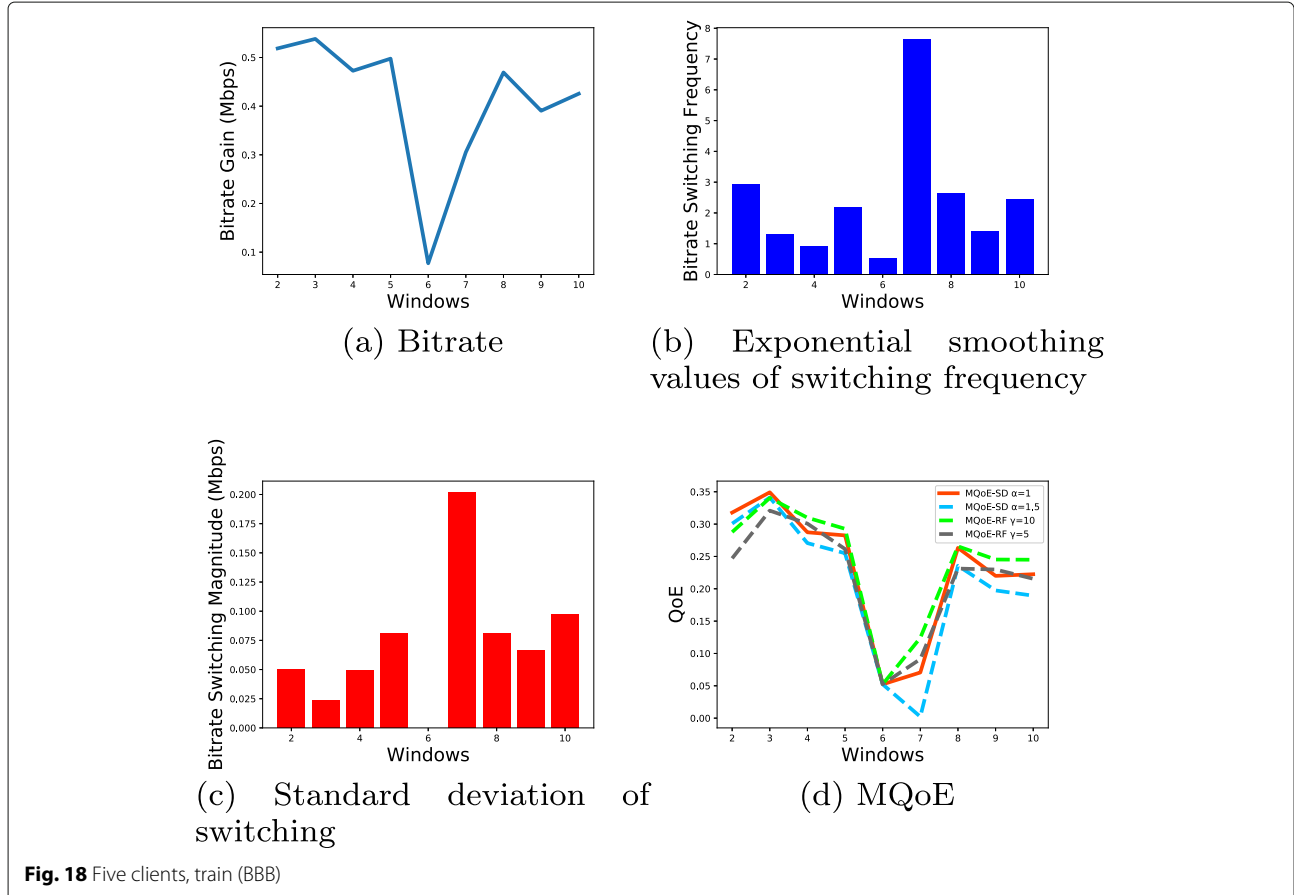 Bitrate Gain (Mbps)
0.5
0.4
0.3
0.2
0.1
2 3 4 5 6 7 8 9 10
Windows
(a) Bitrate
Bitrate Switching Frequency
8
7
6
5
4
3
2
1
0
2 4 6 8 10
Windows
(b) Exponential smoothing
values of switching frequency
Bitrate Switching Magnitude (Mbps)
0.200
0.175
0.150
0.125
0.100
0.075
0.050
0.025
0.000
2 4 6 8 10
Windows
(c) Standard deviation of
switching
QoE
0.35
0.30
0.25
0.20
0.15
0.10
0.05
0.00
MQoE-SD α=1
MQoE-SD α=1,5
MQoE-RF γ=10
MQoE-RF γ=5
2 3 4 5 6 7 8 9 10
Windows
(d) MQoE
Fig. 18 Five clients, train (BBB)